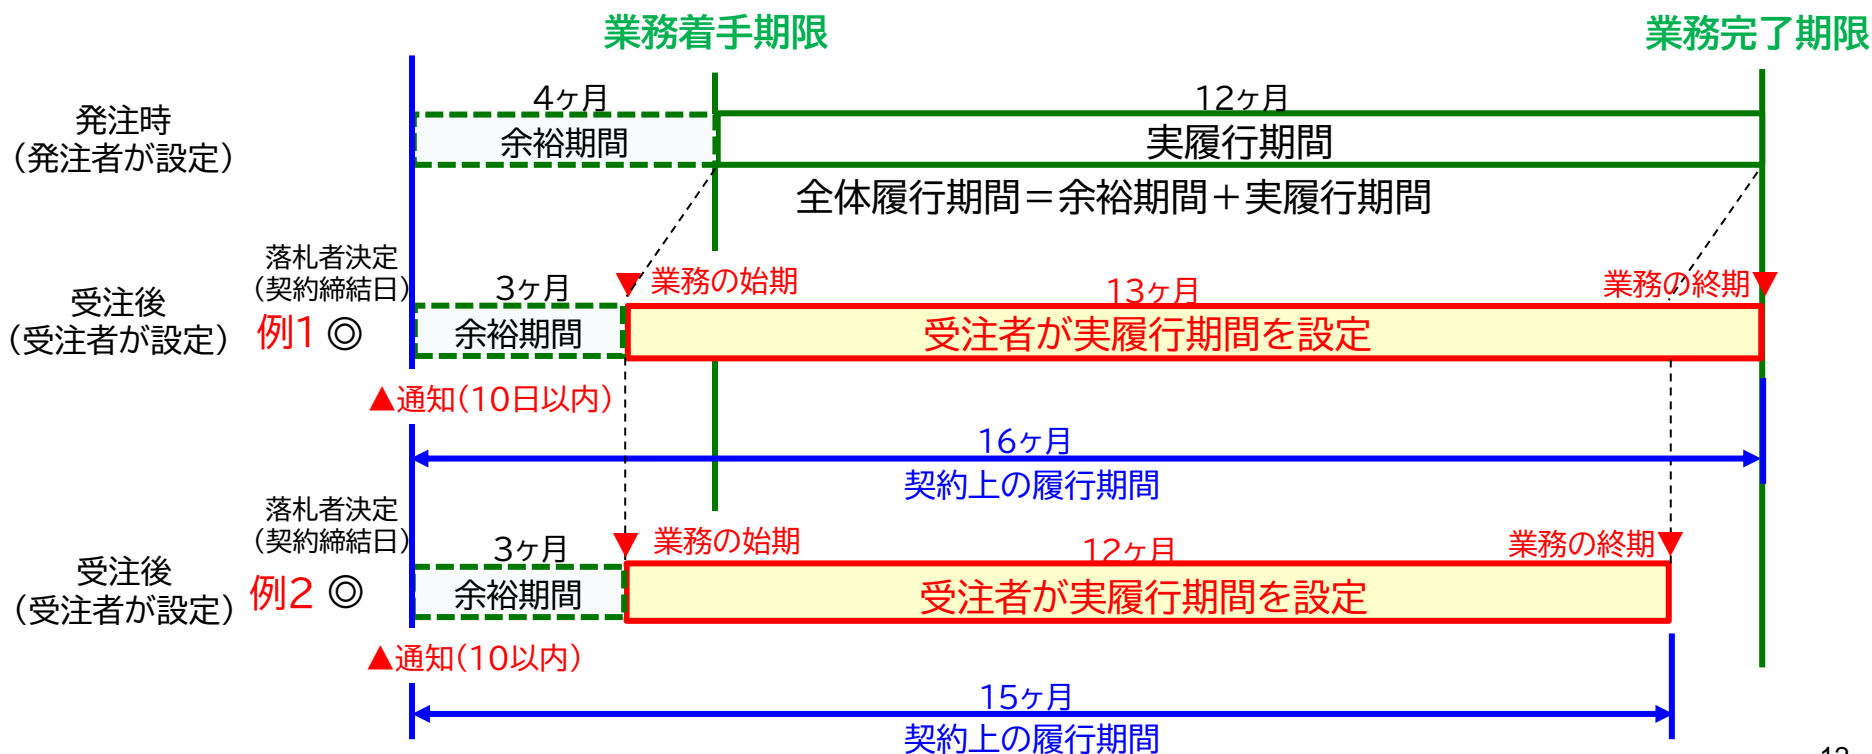 業務着手期限
業務完了期限
4ヶ月
12ヶ月
発注時
(発注者が設定)
余裕期間
実履行期間
全体履行期間=余裕期間+実履行期間
落札者決定
(契約締結日)
受注後
(受注者が設定)
例1 ◎
3ヶ月
▼業務の始期
13ヶ月
業務の終期▼
余裕期間
受注者が実履行期間を設定
▲通知(10日以内)
16ヶ月
契約上の履行期間
落札者決定
(契約締結日)
受注後
(受注者が設定)
例2 ◎
3ヶ月
▼業務の始期
12ヶ月
業務の終期▼
余裕期間
受注者が実履行期間を設定
▲通知(10以内)
15ヶ月
契約上の履行期間